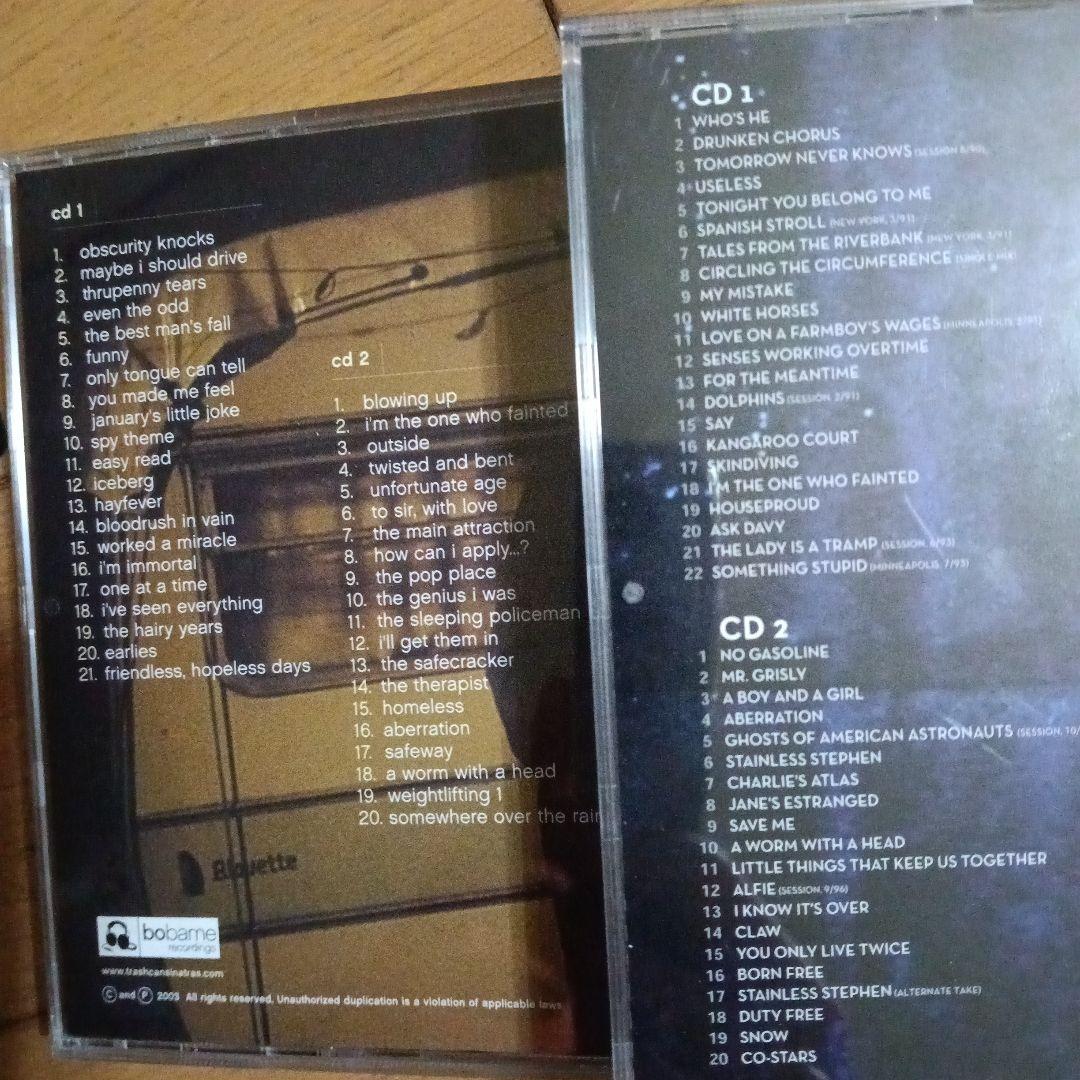 cd 1
1. obscurity knocks
2. maybe i should drive
3. thrupenny tears
4. even the odd
5. the best man's fall
6. funny
7. only tongue can tell
8. you made me feel
9. january's little joke
10. spy theme
11. easy read
12. iceberg
13. hayfever
14. bloodrush in vain
15. worked a miracle
16. i'm immortal
17. one at a time
18. i've seen everything
19. the hairy years
20. earlies
21. friendless, hopeless days
cd 2
1. blowing up
2. i'm the one who fainted
3. outside
4. twisted and bent
5. unfortunate age
6. to sir, with love
7. the main attraction
8. how can i apply...?
9. the pop place
10. the genius i was
11. the sleeping policeman
12. i'll get them in
13. the safecracker
14. the therapist
15. homeless
16. aberration
17. safeway
18. a worm with a head
19. weightlifting 1
20. somewhere over the rain
bobame
recordings
www.trashcansinatras.com
© and ℗ 2003 All rights reserved. Unauthorized duplication is a violation of applicable laws
CD 1
1 WHO'S HE
2 DRUNKEN CHORUS
3 TOMORROW NEVER KNOWS (SESSION 8/90)
4 USELESS
5 TONIGHT YOU BELONG TO ME
6 SPANISH STROLL (NEW YORK, 3/91)
7 TALES FROM THE RIVERBANK (NEW YORK, 3/91)
8 CIRCLING THE CIRCUMFERENCE (SINGLE MIX)
9 MY MISTAKE
10 WHITE HORSES
11 LOVE ON A FARMBOY'S WAGES (MINNEAPOLIS, 3/91)
12 SENSES WORKING OVERTIME
13 FOR THE MEANTIME
14 DOLPHINS (SESSION, 2/91)
15 SAY
16 KANGAROO COURT
17 SKINDIVING
18 I'M THE ONE WHO FAINTED
19 HOUSEPROUD
20 ASK DAVY
21 THE LADY IS A TRAMP (SESSION, 6/93)
22 SOMETHING STUPID (MINNEAPOLIS, 7/93)
CD 2
1 NO GASOLINE
2 MR. GRISLY
3 A BOY AND A GIRL
4 ABERRATION
5 GHOSTS OF AMERICAN ASTRONAUTS (SESSION, 10/
6 STAINLESS STEPHEN
7 CHARLIE'S ATLAS
8 JANE'S ESTRANGED
9 SAVE ME
10 A WORM WITH A HEAD
11 LITTLE THINGS THAT KEEP US TOGETHER
12 ALFIE (SESSION, 9/96)
13 I KNOW IT'S OVER
14 CLAW
15 YOU ONLY LIVE TWICE
16 BORN FREE
17 STAINLESS STEPHEN (ALTERNATE TAKE)
18 DUTY FREE
19 SNOW
20 CO-STARS